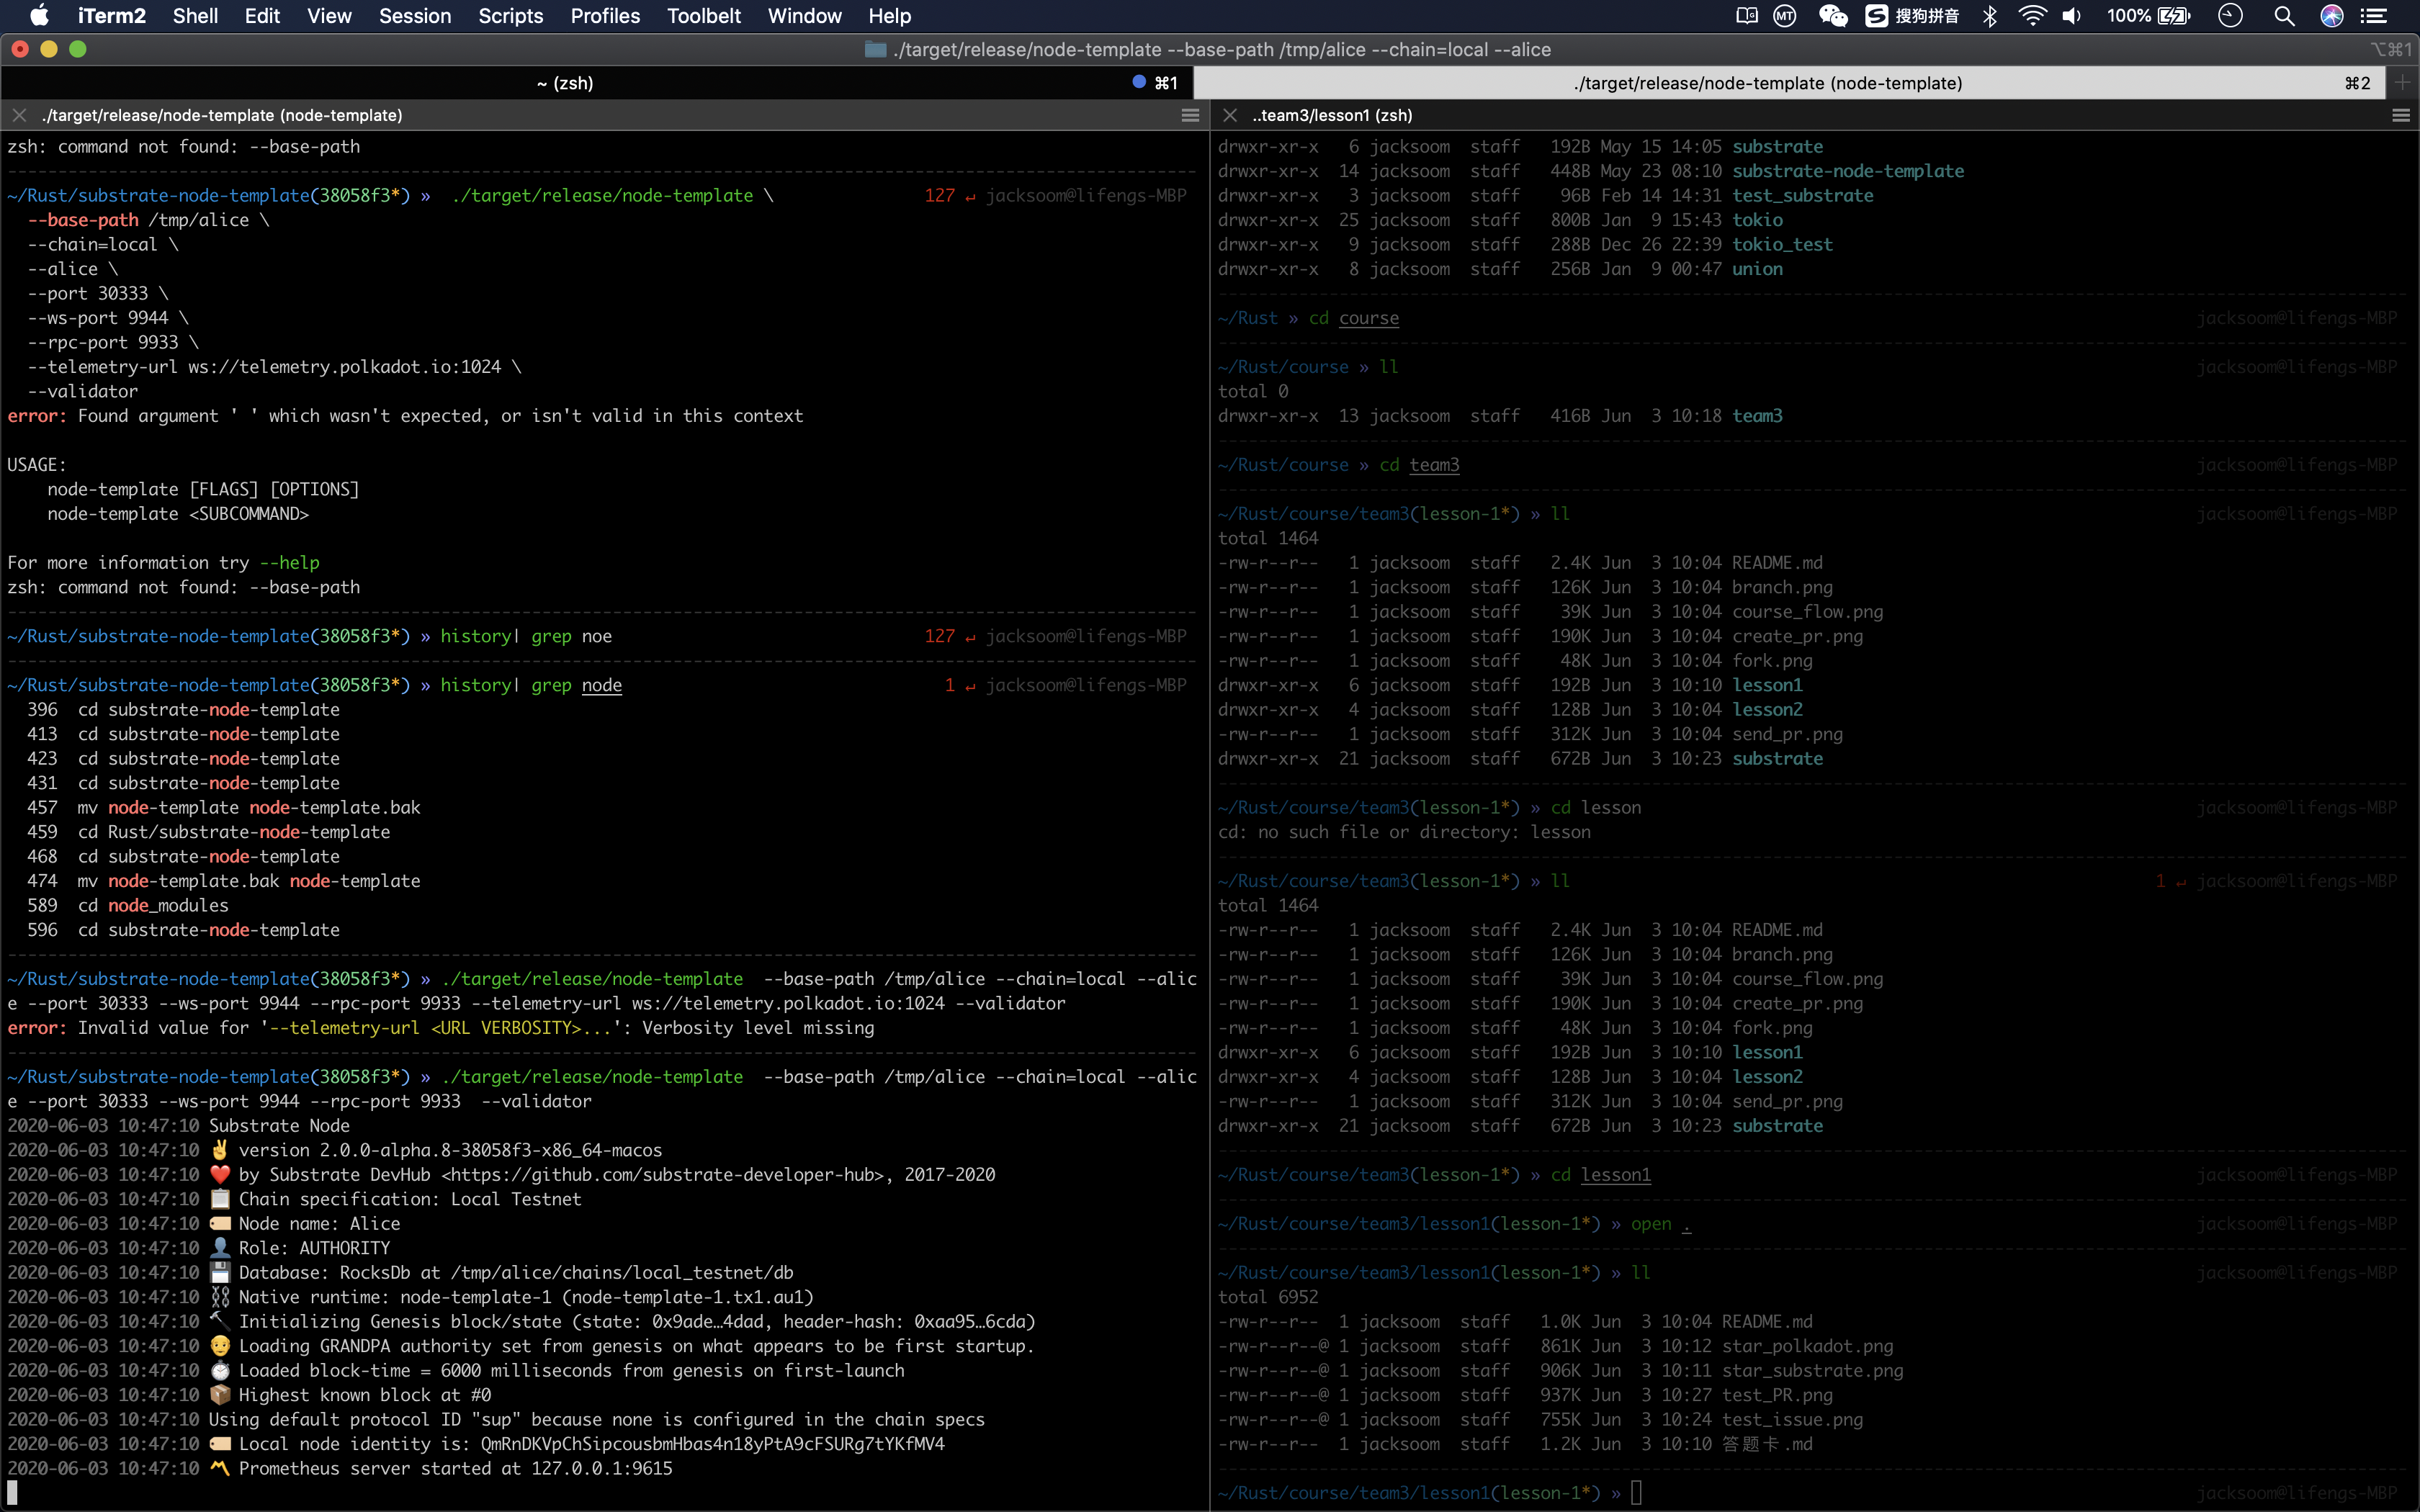 iTerm2 Shell Edit View Session Scripts Profiles Toolbelt Window Help
搜狗拼音 100%
./target/release/node-template --base-path /tmp/alice --chain=local --alice ⌥⌘1
~ (zsh) ⌘1
./target/release/node-template (node-template) ⌘2
./target/release/node-template (node-template)
zsh: command not found: --base-path
~/Rust/substrate-node-template(38058f3*) »  ./target/release/node-template \ 127 ↵ jacksoom@lifengs-MBP
  --base-path /tmp/alice \
  --chain=local \
  --alice \
  --port 30333 \
  --ws-port 9944 \
  --rpc-port 9933 \
  --telemetry-url ws://telemetry.polkadot.io:1024 \
  --validator
error: Found argument ' ' which wasn't expected, or isn't valid in this context
USAGE:
    node-template [FLAGS] [OPTIONS]
    node-template <SUBCOMMAND>
For more information try --help
zsh: command not found: --base-path
~/Rust/substrate-node-template(38058f3*) » history| grep noe 127 ↵ jacksoom@lifengs-MBP
~/Rust/substrate-node-template(38058f3*) » history| grep node 1 ↵ jacksoom@lifengs-MBP
  396  cd substrate-node-template
  413  cd substrate-node-template
  423  cd substrate-node-template
  431  cd substrate-node-template
  457  mv node-template node-template.bak
  459  cd Rust/substrate-node-template
  468  cd substrate-node-template
  474  mv node-template.bak node-template
  589  cd node_modules
  596  cd substrate-node-template
~/Rust/substrate-node-template(38058f3*) » ./target/release/node-template  --base-path /tmp/alice --chain=local --alic
e --port 30333 --ws-port 9944 --rpc-port 9933 --telemetry-url ws://telemetry.polkadot.io:1024 --validator
error: Invalid value for '--telemetry-url <URL VERBOSITY>...': Verbosity level missing
~/Rust/substrate-node-template(38058f3*) » ./target/release/node-template  --base-path /tmp/alice --chain=local --alic
e --port 30333 --ws-port 9944 --rpc-port 9933  --validator
2020-06-03 10:47:10 Substrate Node
2020-06-03 10:47:10 ✌️ version 2.0.0-alpha.8-38058f3-x86_64-macos
2020-06-03 10:47:10 ❤️ by Substrate DevHub <https://github.com/substrate-developer-hub>, 2017-2020
2020-06-03 10:47:10 📋 Chain specification: Local Testnet
2020-06-03 10:47:10 🏷 Node name: Alice
2020-06-03 10:47:10 👤 Role: AUTHORITY
2020-06-03 10:47:10 💾 Database: RocksDb at /tmp/alice/chains/local_testnet/db
2020-06-03 10:47:10 ⛓ Native runtime: node-template-1 (node-template-1.tx1.au1)
2020-06-03 10:47:10 🔨 Initializing Genesis block/state (state: 0x9ade…4dad, header-hash: 0xaa95…6cda)
2020-06-03 10:47:10 👴 Loading GRANDPA authority set from genesis on what appears to be first startup.
2020-06-03 10:47:10 ⏱ Loaded block-time = 6000 milliseconds from genesis on first-launch
2020-06-03 10:47:10 📦 Highest known block at #0
2020-06-03 10:47:10 Using default protocol ID "sup" because none is configured in the chain specs
2020-06-03 10:47:10 🏷 Local node identity is: QmRnDKVpChSipcousbmHbas4n18yPtA9cFSURg7tYKfMV4
2020-06-03 10:47:10 〽️ Prometheus server started at 127.0.0.1:9615
..team3/lesson1 (zsh)
drwxr-xr-x   6 jacksoom  staff   192B May 15 14:05 substrate
drwxr-xr-x  14 jacksoom  staff   448B May 23 08:10 substrate-node-template
drwxr-xr-x   3 jacksoom  staff    96B Feb 14 14:31 test_substrate
drwxr-xr-x  25 jacksoom  staff   800B Jan  9 15:43 tokio
drwxr-xr-x   9 jacksoom  staff   288B Dec 26 22:39 tokio_test
drwxr-xr-x   8 jacksoom  staff   256B Jan  9 00:47 union
~/Rust » cd course jacksoom@lifengs-MBP
~/Rust/course » ll jacksoom@lifengs-MBP
total 0
drwxr-xr-x  13 jacksoom  staff   416B Jun  3 10:18 team3
~/Rust/course » cd team3 jacksoom@lifengs-MBP
~/Rust/course/team3(lesson-1*) » ll jacksoom@lifengs-MBP
total 1464
-rw-r--r--   1 jacksoom  staff   2.4K Jun  3 10:04 README.md
-rw-r--r--   1 jacksoom  staff   126K Jun  3 10:04 branch.png
-rw-r--r--   1 jacksoom  staff    39K Jun  3 10:04 course_flow.png
-rw-r--r--   1 jacksoom  staff   190K Jun  3 10:04 create_pr.png
-rw-r--r--   1 jacksoom  staff    48K Jun  3 10:04 fork.png
drwxr-xr-x   6 jacksoom  staff   192B Jun  3 10:10 lesson1
drwxr-xr-x   4 jacksoom  staff   128B Jun  3 10:04 lesson2
-rw-r--r--   1 jacksoom  staff   312K Jun  3 10:04 send_pr.png
drwxr-xr-x  21 jacksoom  staff   672B Jun  3 10:23 substrate
~/Rust/course/team3(lesson-1*) » cd lesson jacksoom@lifengs-MBP
cd: no such file or directory: lesson
~/Rust/course/team3(lesson-1*) » ll 1 ↵ jacksoom@lifengs-MBP
total 1464
-rw-r--r--   1 jacksoom  staff   2.4K Jun  3 10:04 README.md
-rw-r--r--   1 jacksoom  staff   126K Jun  3 10:04 branch.png
-rw-r--r--   1 jacksoom  staff    39K Jun  3 10:04 course_flow.png
-rw-r--r--   1 jacksoom  staff   190K Jun  3 10:04 create_pr.png
-rw-r--r--   1 jacksoom  staff    48K Jun  3 10:04 fork.png
drwxr-xr-x   6 jacksoom  staff   192B Jun  3 10:10 lesson1
drwxr-xr-x   4 jacksoom  staff   128B Jun  3 10:04 lesson2
-rw-r--r--   1 jacksoom  staff   312K Jun  3 10:04 send_pr.png
drwxr-xr-x  21 jacksoom  staff   672B Jun  3 10:23 substrate
~/Rust/course/team3(lesson-1*) » cd lesson1 jacksoom@lifengs-MBP
~/Rust/course/team3/lesson1(lesson-1*) » open . jacksoom@lifengs-MBP
~/Rust/course/team3/lesson1(lesson-1*) » ll jacksoom@lifengs-MBP
total 6952
-rw-r--r--  1 jacksoom  staff   1.0K Jun  3 10:04 README.md
-rw-r--r--@ 1 jacksoom  staff   861K Jun  3 10:12 star_polkadot.png
-rw-r--r--@ 1 jacksoom  staff   906K Jun  3 10:11 star_substrate.png
-rw-r--r--@ 1 jacksoom  staff   937K Jun  3 10:27 test_PR.png
-rw-r--r--@ 1 jacksoom  staff   755K Jun  3 10:24 test_issue.png
-rw-r--r--  1 jacksoom  staff   1.2K Jun  3 10:10 答题卡.md
~/Rust/course/team3/lesson1(lesson-1*) » jacksoom@lifengs-MBP